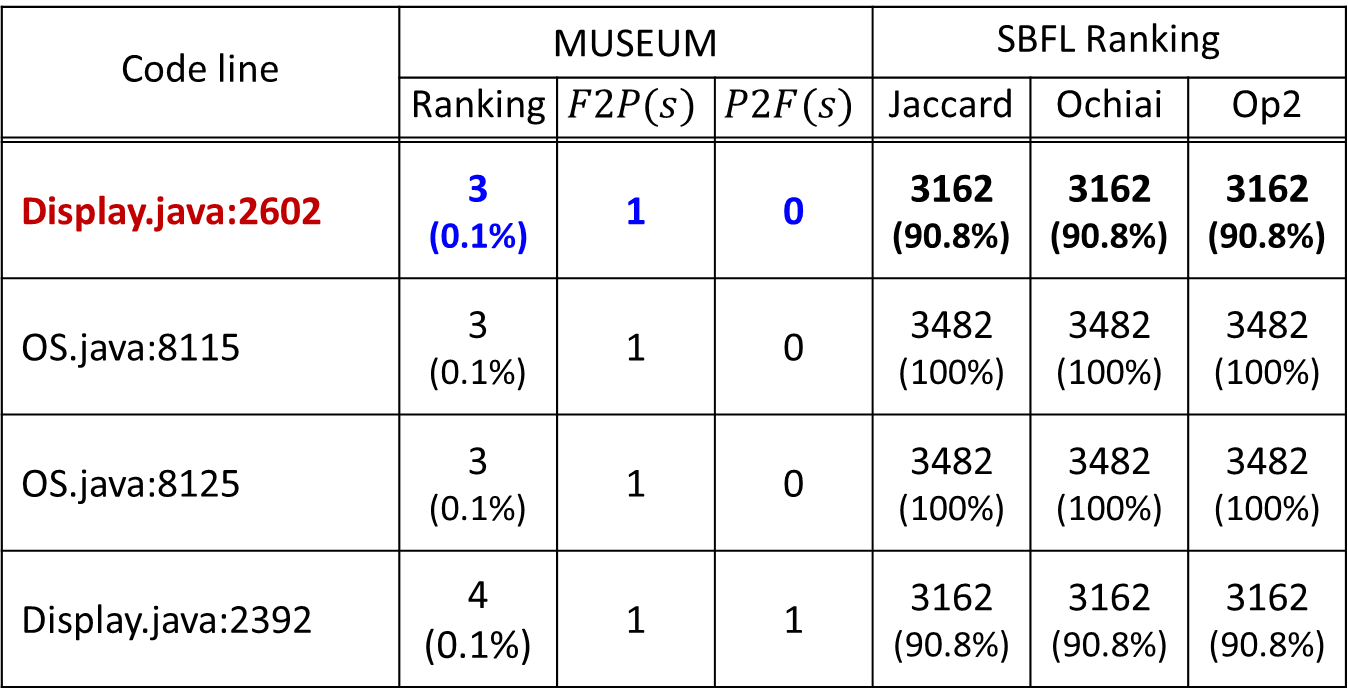 Code line MUSEUM SBFL Ranking
Ranking F2P(s) P2F(s) Jaccard Ochiai Op2
Display.java:2602 3 (0.1%) 1 0 3162 (90.8%) 3162 (90.8%) 3162 (90.8%)
OS.java:8115 3 (0.1%) 1 0 3482 (100%) 3482 (100%) 3482 (100%)
OS.java:8125 3 (0.1%) 1 0 3482 (100%) 3482 (100%) 3482 (100%)
Display.java:2392 4 (0.1%) 1 1 3162 (90.8%) 3162 (90.8%) 3162 (90.8%)